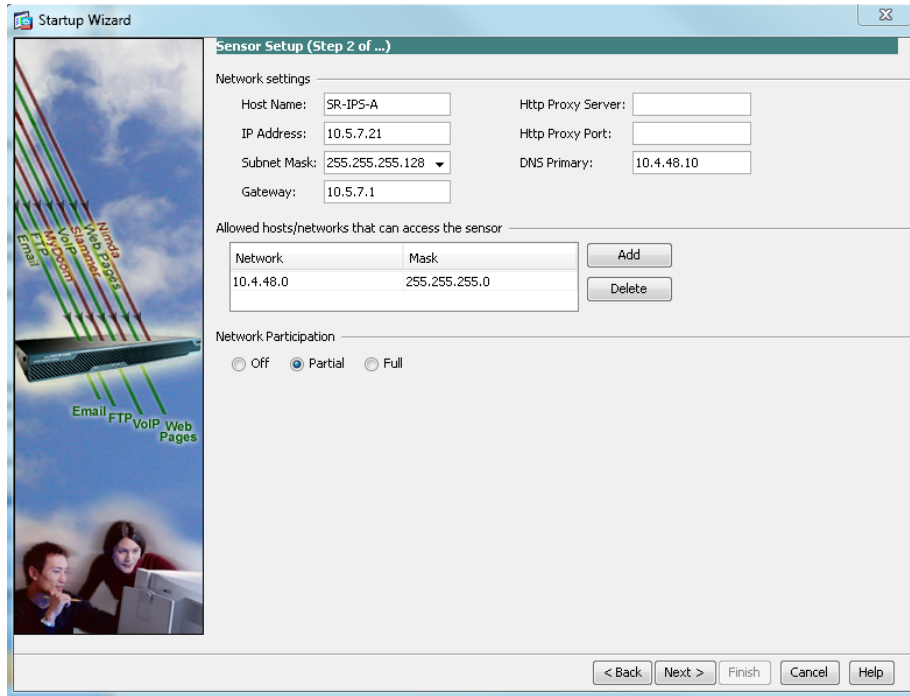 Startup Wizard
Sensor Setup (Step 2 of ...)
Network settings
Host Name: SR-IPS-A
Http Proxy Server:
IP Address: 10.5.7.21
Http Proxy Port:
Subnet Mask: 255.255.255.128
DNS Primary: 10.4.48.10
Gateway: 10.5.7.1
Allowed hosts/networks that can access the sensor
Network Mask
10.4.48.0 255.255.255.0
Add
Delete
Network Participation
Off Partial Full
Email
FTP
MyDoom
VoIP
Slammer
Web Pages
Nimda
Email
FTP
VoIP
Web Pages
< Back Next > Finish Cancel Help